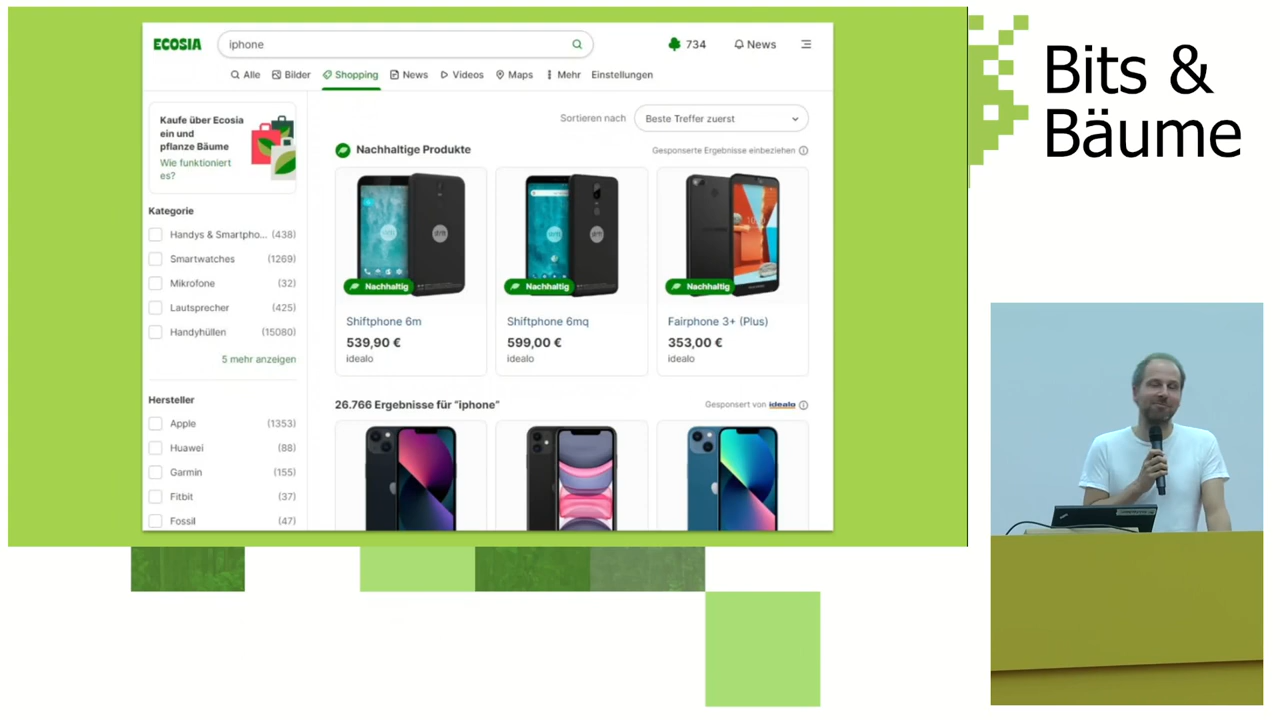 ECOSIA
iphone
734
News
Alle
Bilder
Shopping
News
Videos
Maps
Mehr
Einstellungen
Kaufe über Ecosia
ein und
pflanze Bäume
Wie funktioniert
es?
Sortieren nach
Beste Treffer zuerst
Nachhaltige Produkte
Gesponserte Ergebnisse einbeziehen
Kategorie
Handys & Smartpho... (438)
Smartwatches (1269)
Mikrofone (32)
Lautsprecher (425)
Handyhüllen (15080)
5 mehr anzeigen
Hersteller
Apple (1353)
Huawei (88)
Garmin (155)
Fitbit (37)
Fossil (47)
Nachhaltig
Shiftphone 6m
539,90 €
idealo
Nachhaltig
Shiftphone 6mq
599,00 €
idealo
Nachhaltig
Fairphone 3+ (Plus)
353,00 €
idealo
26.766 Ergebnisse für "iphone"
Gesponsert von idealo
Bits &
Bäume